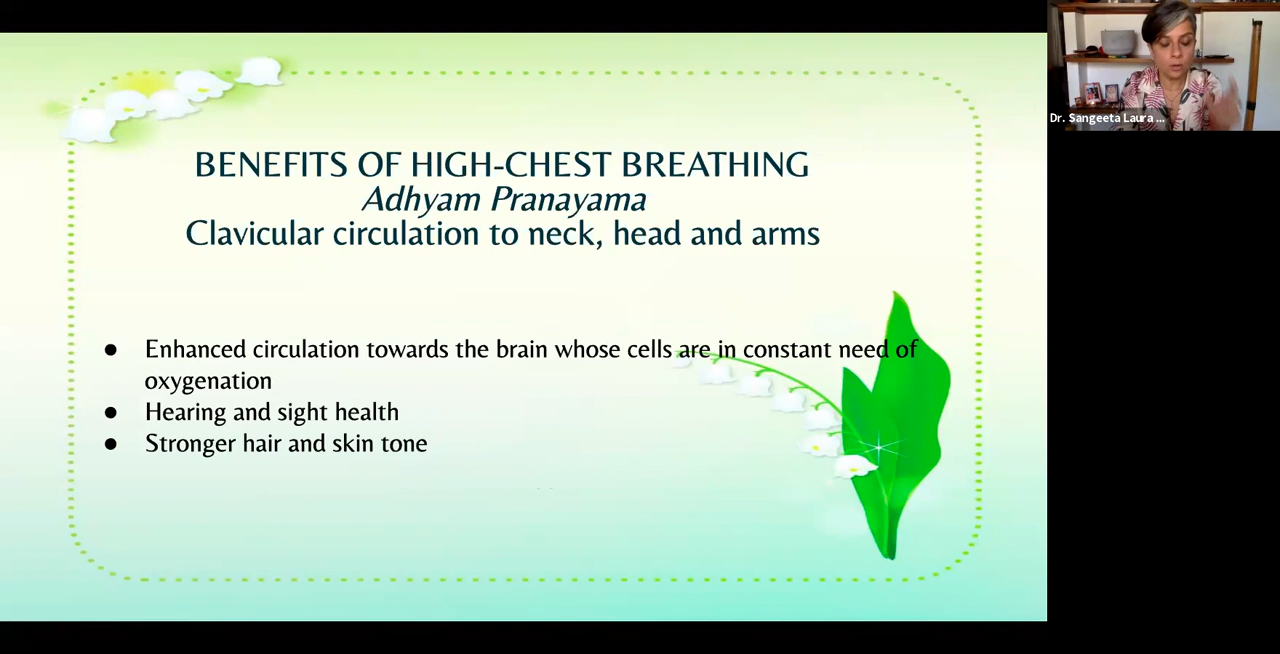 BENEFITS OF HIGH-CHEST BREATHING
Adhyam Pranayama
Clavicular circulation to neck, head and arms
● Enhanced circulation towards the brain whose cells are in constant need of
oxygenation
● Hearing and sight health
● Stronger hair and skin tone
Dr. Sangeeta Laura ...